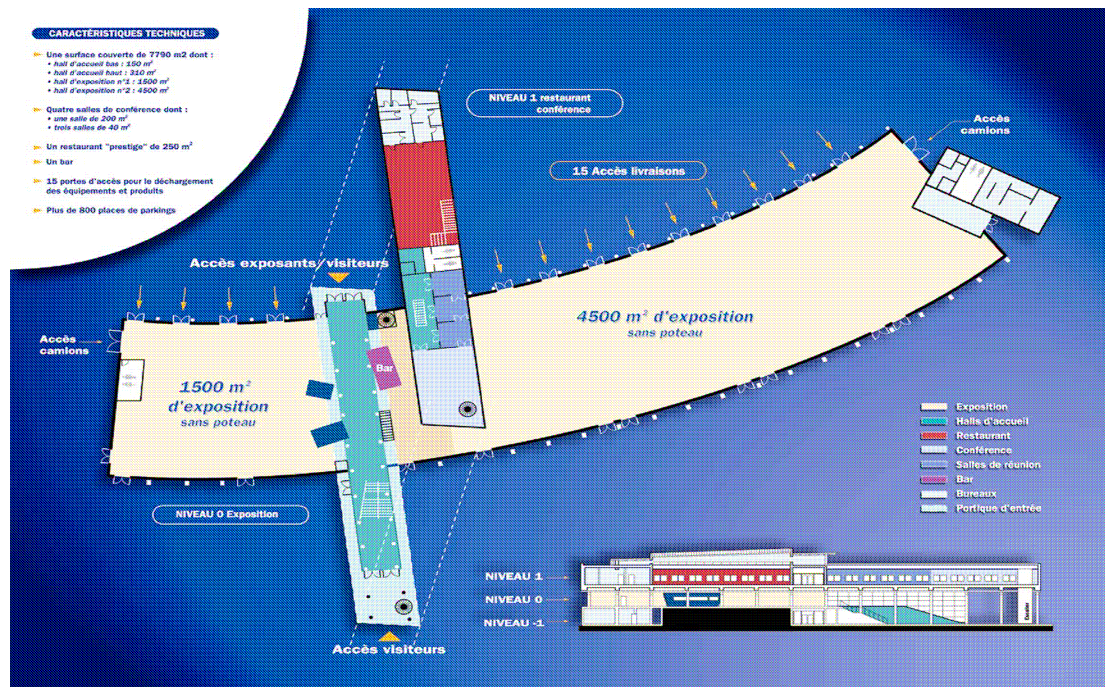 CARACTÉRISTIQUES TECHNIQUES
Une surface couverte de 7790 m2 dont :
• hall d'accueil bas : 150 m²
• hall d'accueil haut : 310 m²
• hall d'exposition n°1 : 1500 m²
• hall d'exposition n°2 : 4500 m²
Quatre salles de conférence dont :
• une salle de 200 m²
• trois salles de 40 m²
Un restaurant "prestige" de 250 m²
Un bar
15 portes d'accès pour le déchargement
des équipements et produits
Plus de 800 places de parkings
NIVEAU 1 restaurant
conférence
Accès
camions
15 Accès livraisons
Accès exposants/visiteurs
4500 m² d'exposition
sans poteau
Accès
camions
Bar
1500 m²
d'exposition
sans poteau
Exposition
Halls d'accueil
Restaurant
Conférence
Salles de réunion
Bar
Bureaux
Portique d'entrée
NIVEAU 0 Exposition
NIVEAU 1
NIVEAU 0
NIVEAU -1
Accès visiteurs